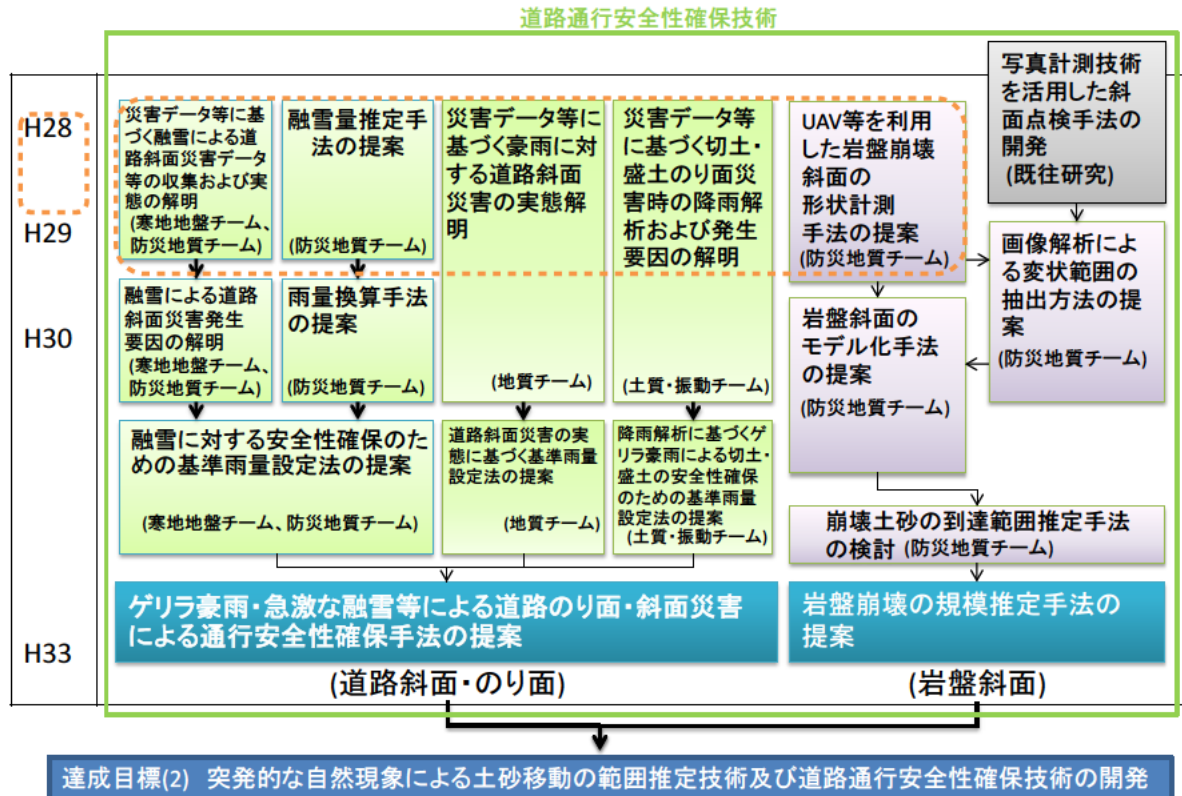 道路通行安全性確保技術
H28
H29
H30
H33
災害データ等に基
づく融雪による道
路斜面災害データ
等の収集および実
態の解明
(寒地地盤チーム、
防災地質チーム)
融雪量推定手
法の提案
(防災地質チーム)
災害データ等に
基づく豪雨に対
する道路斜面
災害の実態解
明
(地質チーム)
災害データ等
に基づく切土・
盛土のり面災
害時の降雨解
析および発生
要因の解明
(土質・振動チーム)
UAV等を利用
した岩盤崩壊
斜面の
形状計測
手法の提案
(防災地質チーム)
写真計測技術
を活用した斜
面点検手法の
開発
(既往研究)
画像解析によ
る変状範囲の
抽出方法の提
案
(防災地質チーム)
融雪による道路
斜面災害発生
要因の解明
(寒地地盤チーム、
防災地質チーム)
雨量換算手法
の提案
(防災地質チーム)
岩盤斜面の
モデル化手法
の提案
(防災地質チーム)
融雪に対する安全性確保のた
めの基準雨量設定法の提案
(寒地地盤チーム、防災地質チーム)
道路斜面災害の実
態に基づく基準雨量
設定法の提案
(地質チーム)
降雨解析に基づくゲ
リラ豪雨による切土・
盛土の安全性確保
のための基準雨量
設定法の提案
(土質・振動チーム)
崩壊土砂の到達範囲推定手法
の検討 (防災地質チーム)
ゲリラ豪雨・急激な融雪等による道路のり面・斜面災害
による通行安全性確保手法の提案
岩盤崩壊の規模推定手法の
提案
(道路斜面・のり面)
(岩盤斜面)
達成目標(2) 突発的な自然現象による土砂移動の範囲推定技術及び道路通行安全性確保技術の開発